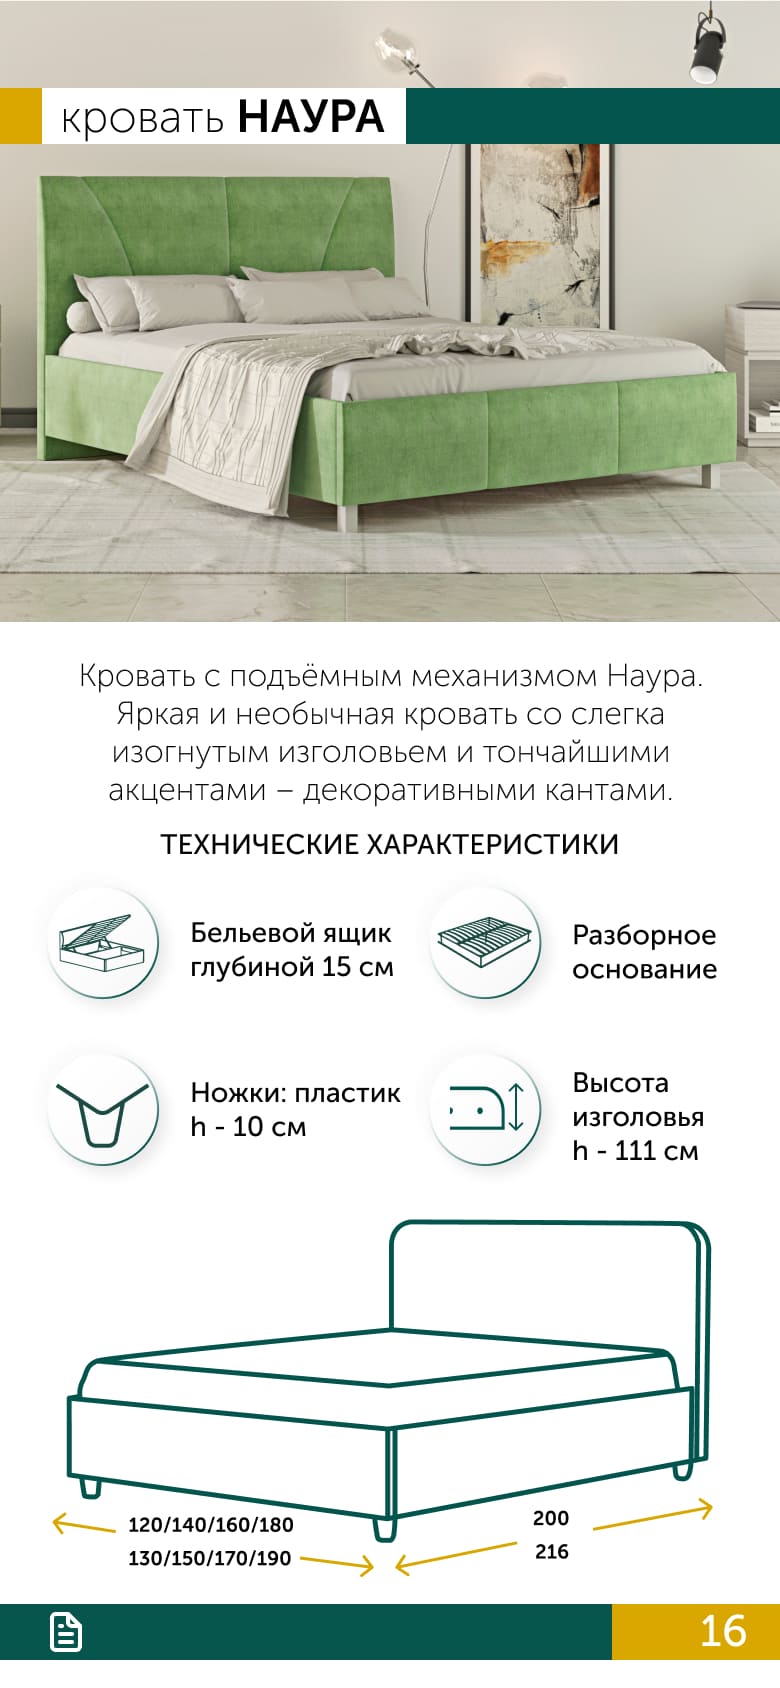 кровать НАУРА
Кровать с подъёмным механизмом Наура.
Яркая и необычная кровать со слегка
изогнутым изголовьем и тончайшими
акцентами – декоративными кантами.
ТЕХНИЧЕСКИЕ ХАРАКТЕРИСТИКИ
Бельевой ящик
глубиной 15 см
Разборное
основание
Ножки: пластик
h - 10 см
Высота
изголовья
h - 111 см
120/140/160/180
130/150/170/190
200
216
16